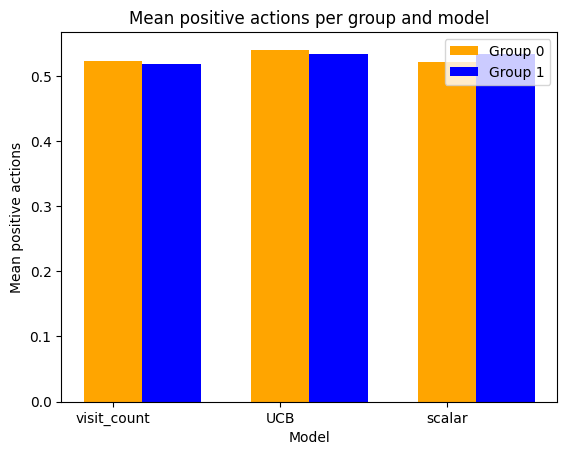 Mean positive actions per group and model
Group 0
Group 1
Mean positive actions
0.5
0.4
0.3
0.2
0.1
0.0
visit_count
UCB
scalar
Model